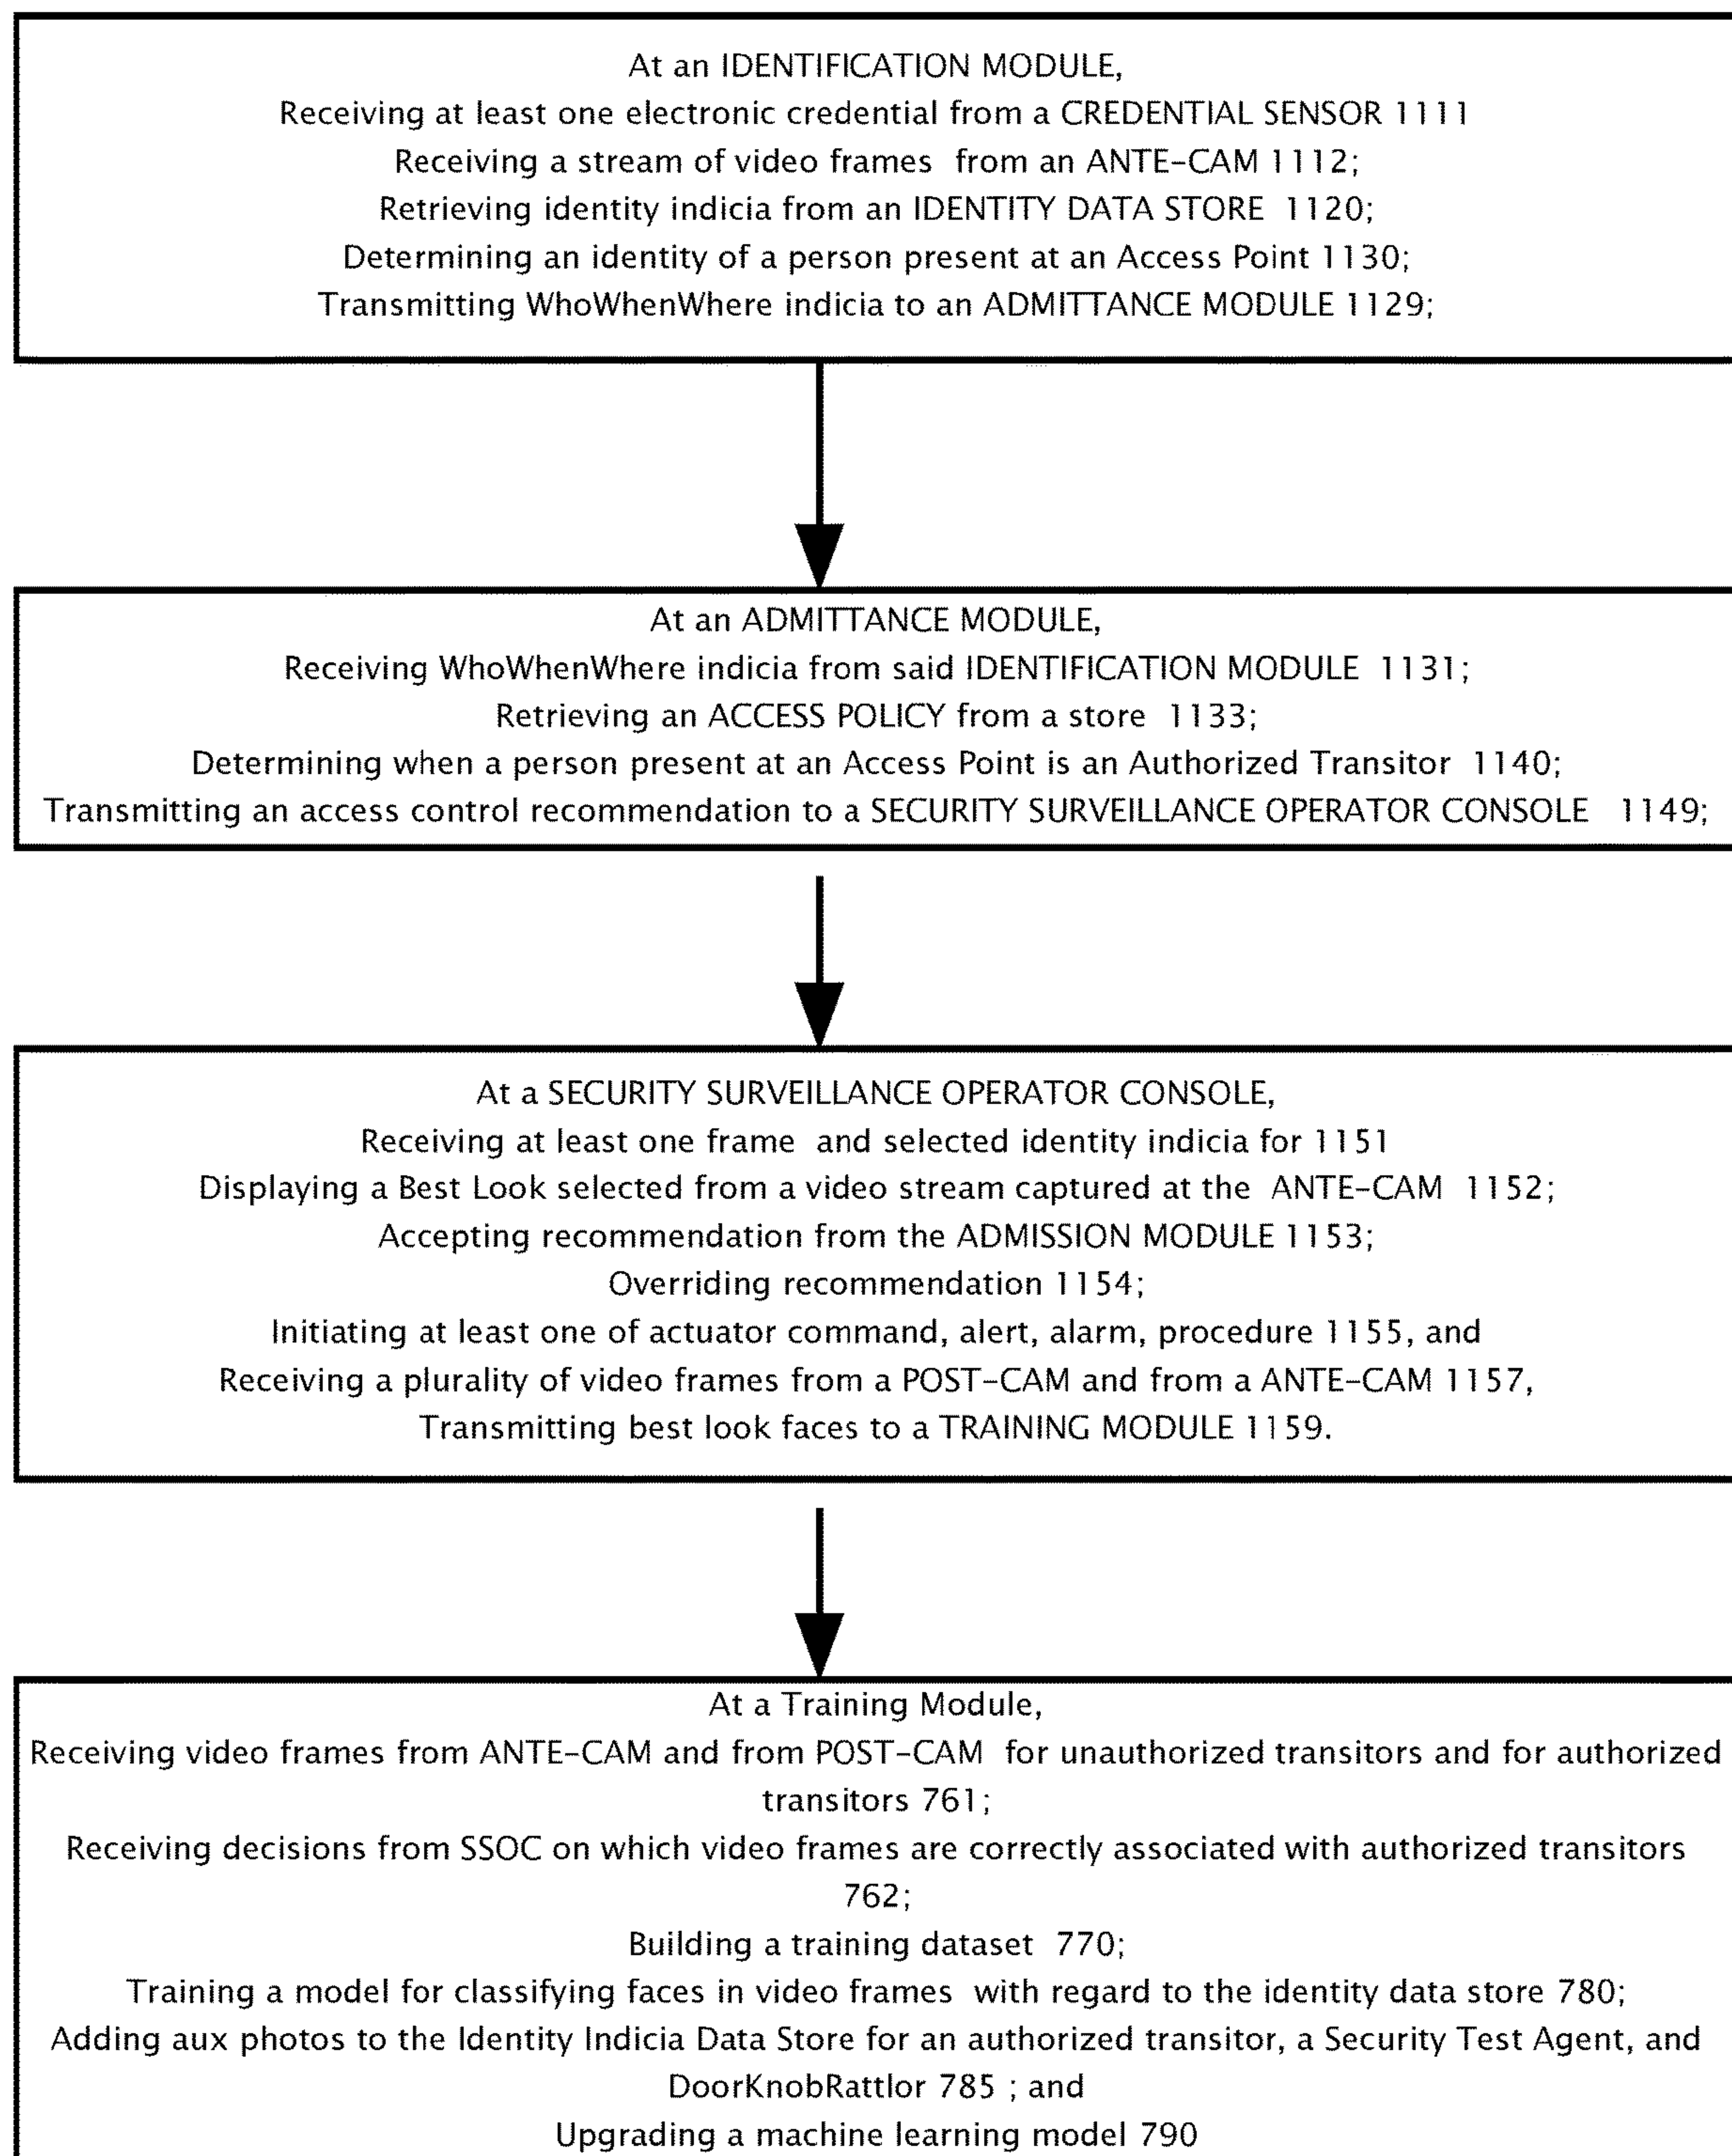 At an IDENTIFICATION MODULE,
Receiving at least one electronic credential from a CREDENTIAL SENSOR 1111
Receiving a stream of video frames from an ANTE-CAM 1112;
Retrieving identity indicia from an IDENTITY DATA STORE 1120;
Determining an identity of a person present at an Access Point 1130;
Transmitting WhoWhenWhere indicia to an ADMITTANCE MODULE 1129;
At an ADMITTANCE MODULE,
Receiving WhoWhenWhere indicia from said IDENTIFICATION MODULE 1131;
Retrieving an ACCESS POLICY from a store 1133;
Determining when a person present at an Access Point is an Authorized Transitor 1140;
Transmitting an access control recommendation to a SECURITY SURVEILLANCE OPERATOR CONSOLE 1149;
At a SECURITY SURVEILLANCE OPERATOR CONSOLE,
Receiving at least one frame and selected identity indicia for 1151
Displaying a Best Look selected from a video stream captured at the ANTE-CAM 1152;
Accepting recommendation from the ADMISSION MODULE 1153;
Overriding recommendation 1154;
Initiating at least one of actuator command, alert, alarm, procedure 1155, and
Receiving a plurality of video frames from a POST-CAM and from a ANTE-CAM 1157,
Transmitting best look faces to a TRAINING MODULE 1159.
At a Training Module,
Receiving video frames from ANTE-CAM and from POST-CAM for unauthorized transitors and for authorized
transitors 761;
Receiving decisions from SSOC on which video frames are correctly associated with authorized transitors
762;
Building a training dataset 770;
Training a model for classifying faces in video frames with regard to the identity data store 780;
Adding aux photos to the Identity Indicia Data Store for an authorized transitor, a Security Test Agent, and
DoorKnobRattlor 785 ; and
Upgrading a machine learning model 790